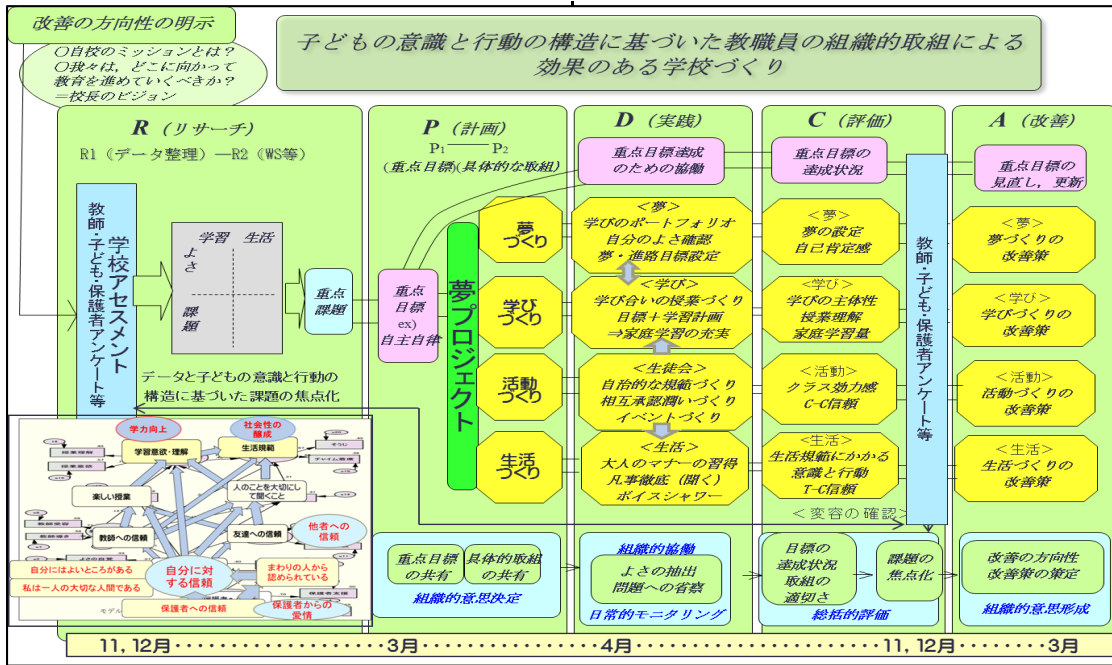 改善の方向性の明示
○自校のミッションとは？
○我々は，どこに向かって
教育を進めていくべきか？
＝校長のビジョン
子どもの意識と行動の構造に基づいた教職員の組織的取組による
効果のある学校づくり
R（リサーチ）
R1（データ整理）―R2（WS等）
学校アセスメント
教師・子ども・保護者アンケート等
学習 生活
よさ
課題
重点
課題
データと子どもの意識と行動の
構造に基づいた課題の焦点化
P（計画）
P1 P2
(重点目標)(具体的な取組)
重点
目標
ex)
自主自律
夢プロジェクト
夢
づくり
学び
づくり
活動
づくり
生活
づくり
D（実践）
重点目標達成
のための協働
＜夢＞
学びのポートフォリオ
自分のよさ確認
夢・進路目標設定
＜学び＞
学び合いの授業づくり
目標＋学習計画
⇒家庭学習の充実
＜生徒会＞
自治的な規範づくり
相互承認潤いづくり
イベントづくり
＜生活＞
大人のマナーの習得
凡事徹底（聞く）
ボイスシャワー
C（評価）
重点目標の
達成状況
＜夢＞
夢の設定
自己肯定感
＜学び＞
学びの主体性
授業理解
家庭学習量
＜活動＞
クラス効力感
C-C信頼
＜生活＞
生活規範にかかる
意識と行動
T-C信頼
＜変容の確認＞
教師・子ども・保護者アンケート等
A（改善）
重点目標の
見直し，更新
＜夢＞
夢づくりの
改善策
＜学び＞
学びづくりの
改善策
＜活動＞
活動づくりの
改善策
＜生活＞
生活づくりの
改善策
学力向上
社会性の
醸成
学習意欲・理解
生活規範
授業理解
授業意欲
そうじ
チャイム着席
楽しい授業
人のことを大切にし
て聞くこと
教師への信頼
友達への信頼
他者への
信頼
自分に対
する信頼
自分にはよいところがある
私は一人の大切な人間である
まわりの人から
認められている
保護者への信頼
保護者支援
保護者からの
愛情
モデル
重点目標
の共有
具体的取組
の共有
組織的意思決定
組織的協働
よさの抽出
問題への省察
日常的モニタリング
目標の
達成状況
取組の
適切さ
課題の
焦点化
総括的評価
改善の方向性
改善策の策定
組織的意思形成
11, 12月・・・・・・・・・・・・・・・・3月・・・・・・・・・・・・・・4月・・・・・・・・・・・・・・・・・・・11, 12月・・・・・・・・3月